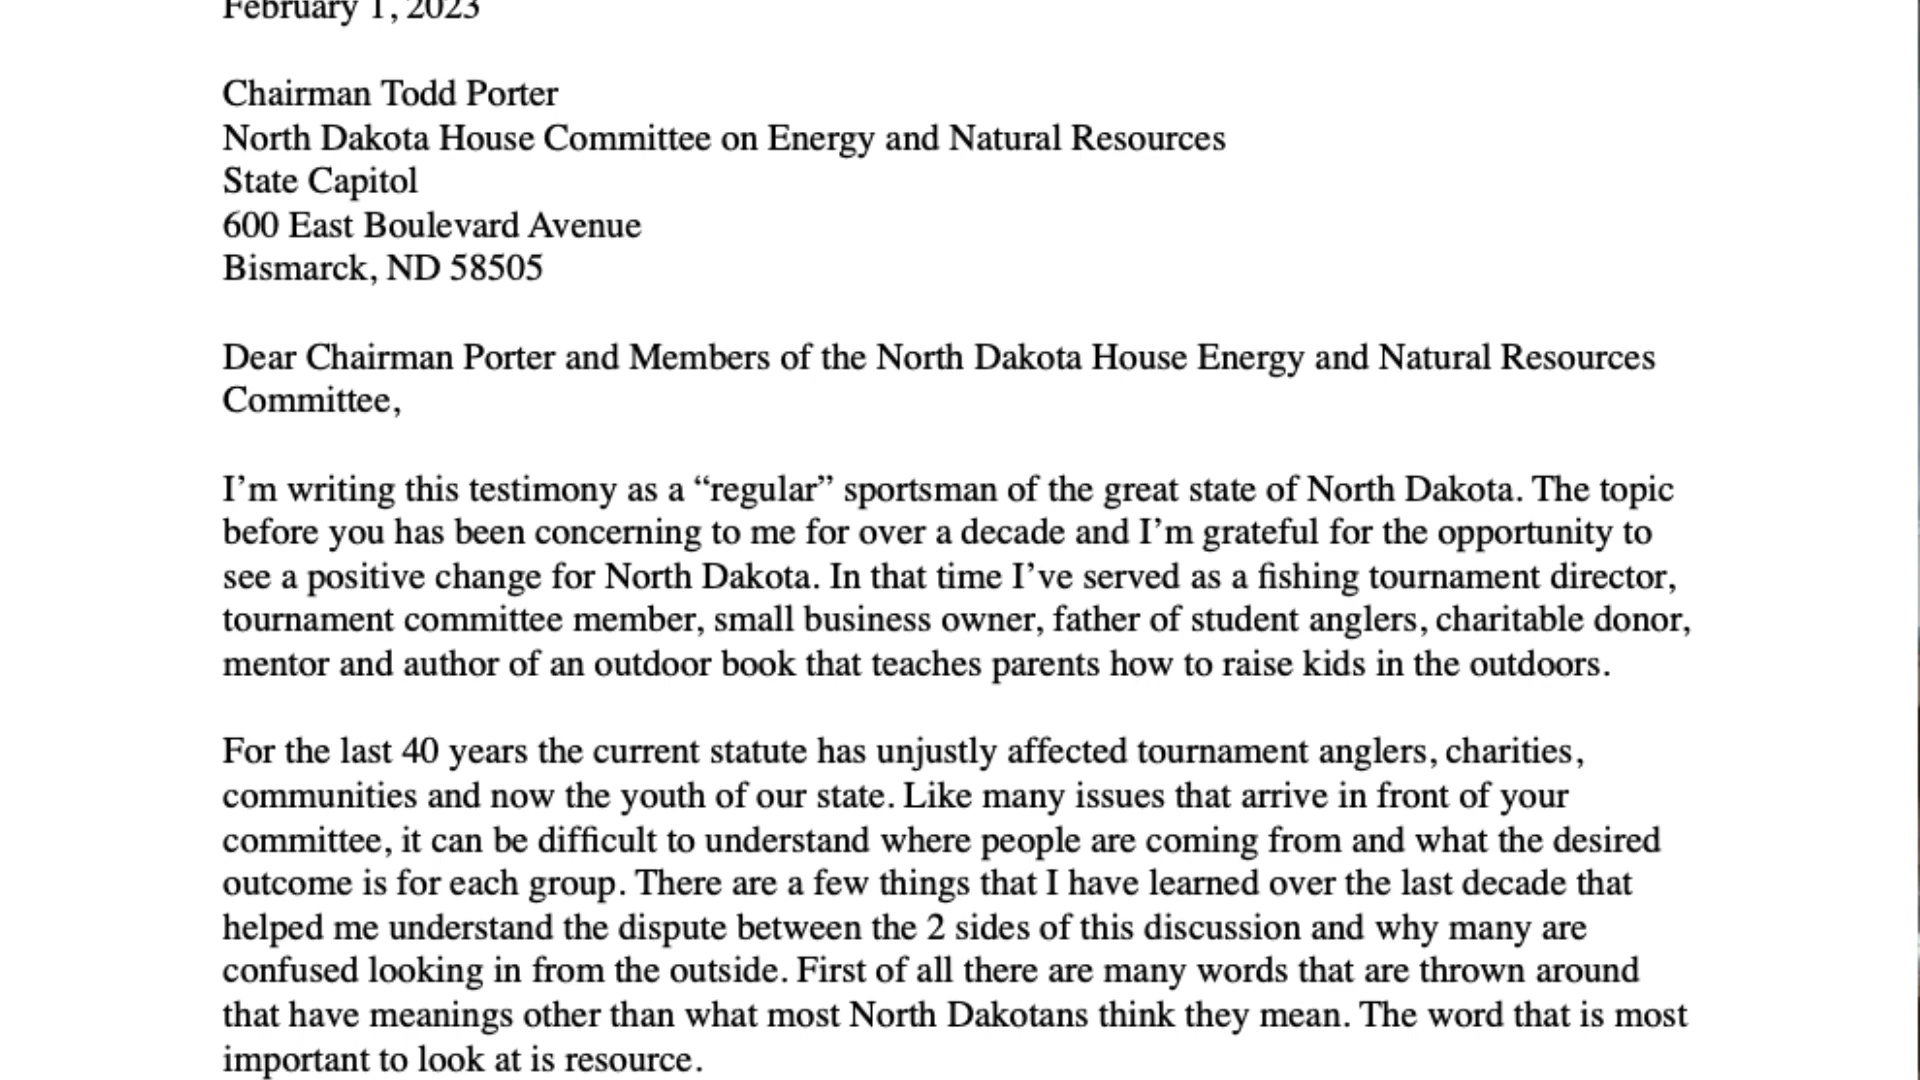 February 1, 2023
Chairman Todd Porter
North Dakota House Committee on Energy and Natural Resources
State Capitol
600 East Boulevard Avenue
Bismarck, ND 58505
Dear Chairman Porter and Members of the North Dakota House Energy and Natural Resources
Committee,
I’m writing this testimony as a “regular” sportsman of the great state of North Dakota. The topic
before you has been concerning to me for over a decade and I’m grateful for the opportunity to
see a positive change for North Dakota. In that time I’ve served as a fishing tournament director,
tournament committee member, small business owner, father of student anglers, charitable donor,
mentor and author of an outdoor book that teaches parents how to raise kids in the outdoors.
For the last 40 years the current statute has unjustly affected tournament anglers, charities,
communities and now the youth of our state. Like many issues that arrive in front of your
committee, it can be difficult to understand where people are coming from and what the desired
outcome is for each group. There are a few things that I have learned over the last decade that
helped me understand the dispute between the 2 sides of this discussion and why many are
confused looking in from the outside. First of all there are many words that are thrown around
that have meanings other than what most North Dakotans think they mean. The word that is most
important to look at is resource.